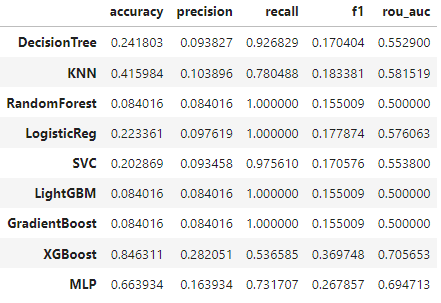 accuracy precision recall f1 rou_auc
DecisionTree 0.241803 0.093827 0.926829 0.170404 0.552900
KNN 0.415984 0.103896 0.780488 0.183381 0.581519
RandomForest 0.084016 0.084016 1.000000 0.155009 0.500000
LogisticReg 0.223361 0.097619 1.000000 0.177874 0.576063
SVC 0.202869 0.093458 0.975610 0.170576 0.553800
LightGBM 0.084016 0.084016 1.000000 0.155009 0.500000
GradientBoost 0.084016 0.084016 1.000000 0.155009 0.500000
XGBoost 0.846311 0.282051 0.536585 0.369748 0.705653
MLP 0.663934 0.163934 0.731707 0.267857 0.694713